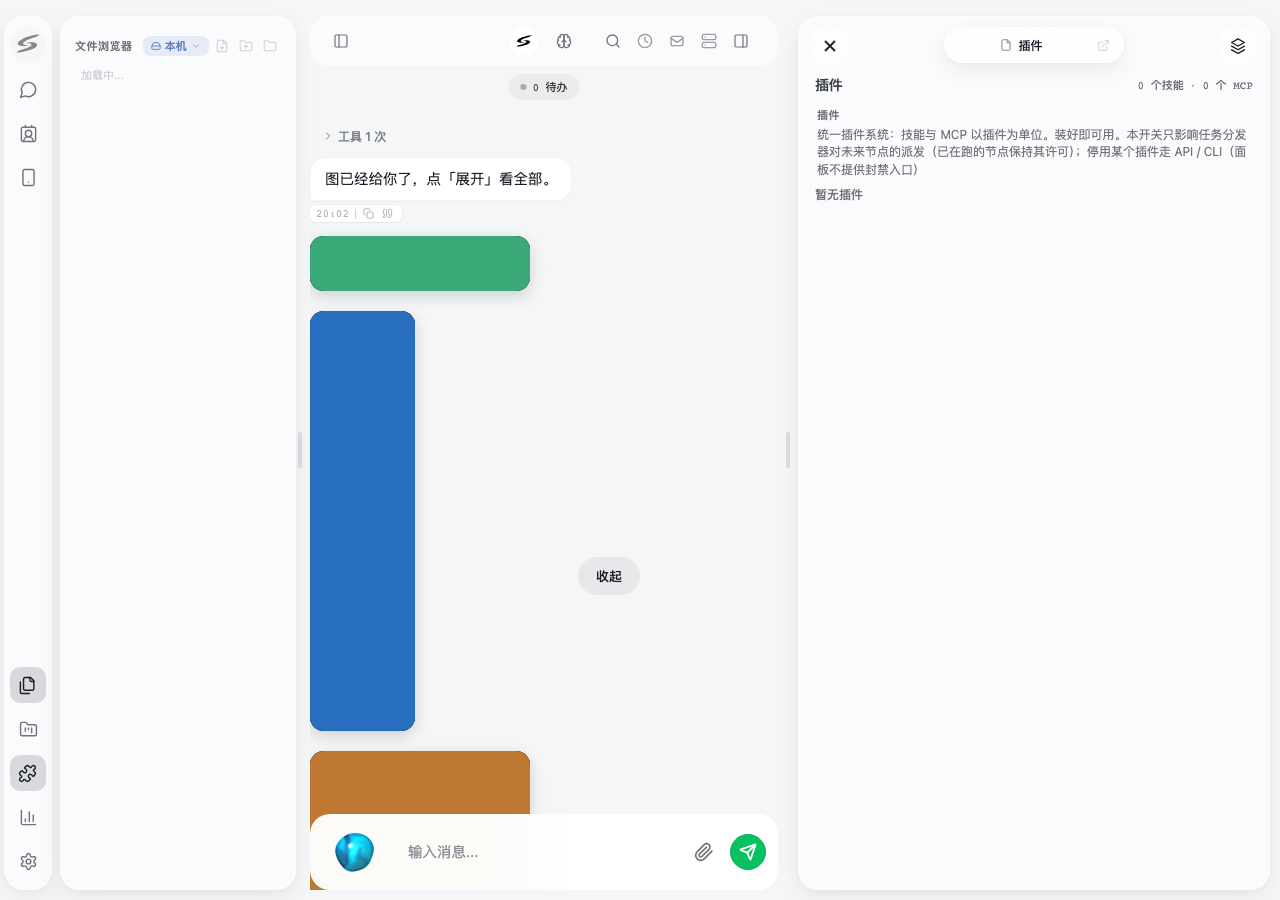 文件浏览器
本机
加载中...
0 待办
工具 1 次
图已经给你了，点「展开」看全部。
20:02
收起
输入消息...
插件
插件
0 个技能 · 0 个 MCP
插件
统一插件系统：技能与 MCP 以插件为单位。装好即可用。本开关只影响任务分发
器对未来节点的派发（已在跑的节点保持其许可）；停用某个插件走 API / CLI（面
板不提供封禁入口）
暂无插件